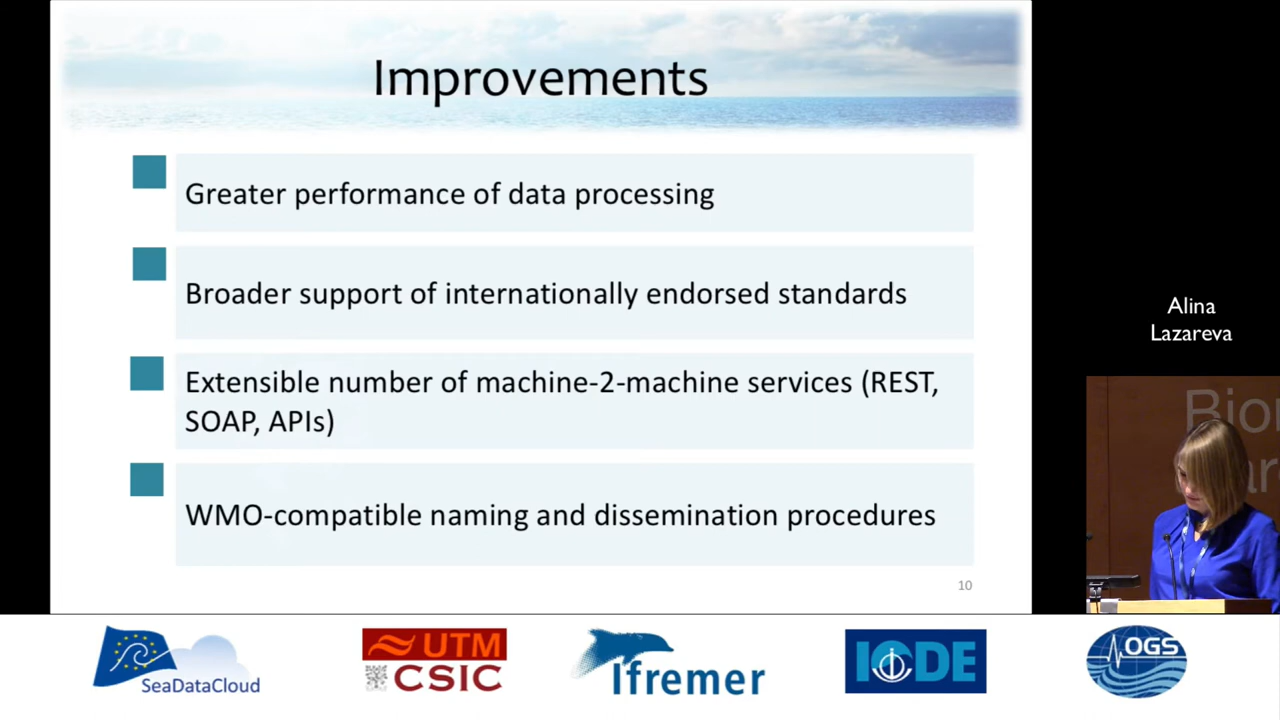 Improvements
Greater performance of data processing
Broader support of internationally endorsed standards
Extensible number of machine-2-machine services (REST,
SOAP, APIs)
WMO-compatible naming and dissemination procedures
10
Alina
Lazareva
SeaDataCloud
UTM
CSIC
Ifremer
IODE
OGS